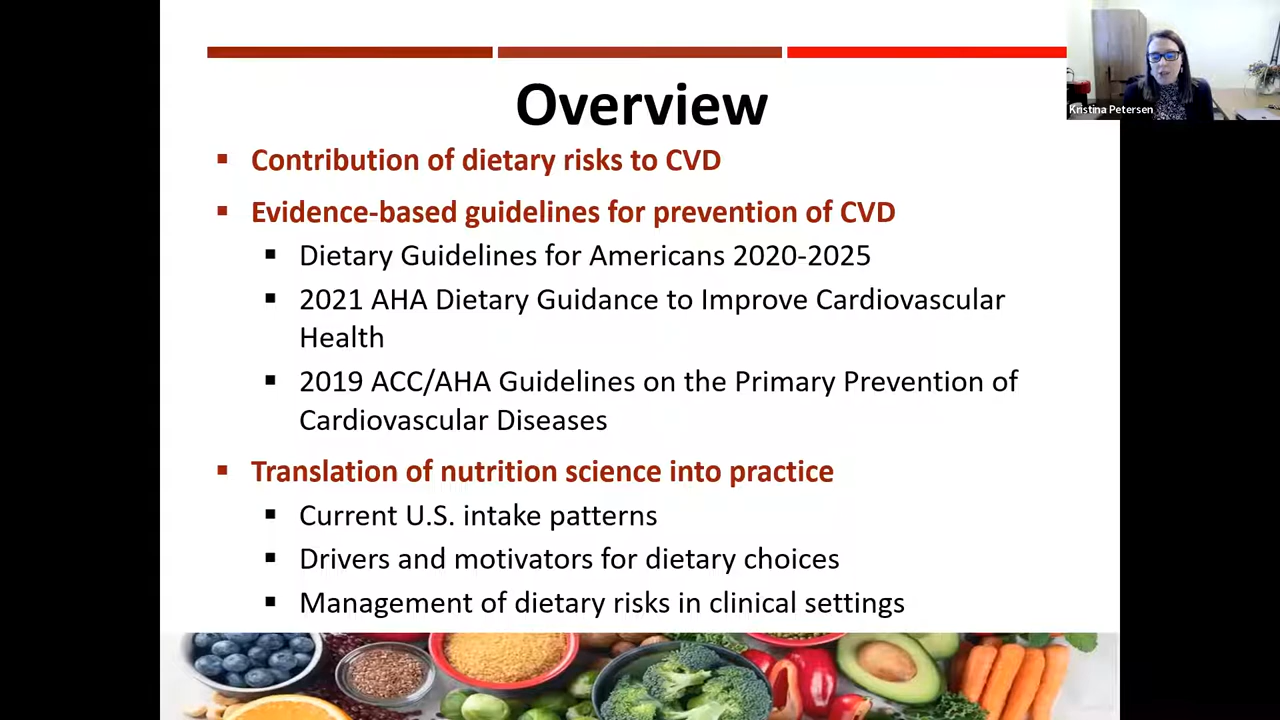 Overview
▪ Contribution of dietary risks to CVD
▪ Evidence-based guidelines for prevention of CVD
▪ Dietary Guidelines for Americans 2020-2025
▪ 2021 AHA Dietary Guidance to Improve Cardiovascular
Health
▪ 2019 ACC/AHA Guidelines on the Primary Prevention of
Cardiovascular Diseases
▪ Translation of nutrition science into practice
▪ Current U.S. intake patterns
▪ Drivers and motivators for dietary choices
▪ Management of dietary risks in clinical settings
Kristina Petersen